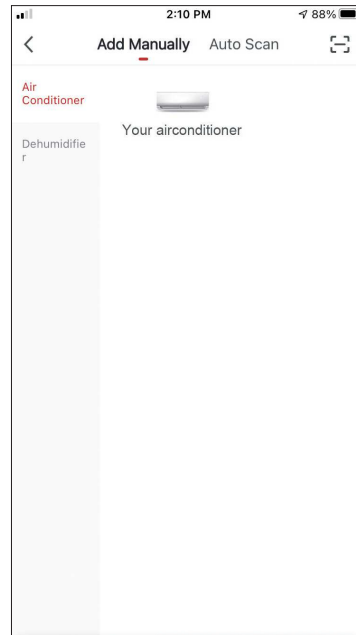 2:10 PM
88%
Add Manually Auto Scan
Air
Conditioner
Your airconditioner
Dehumidifie
r